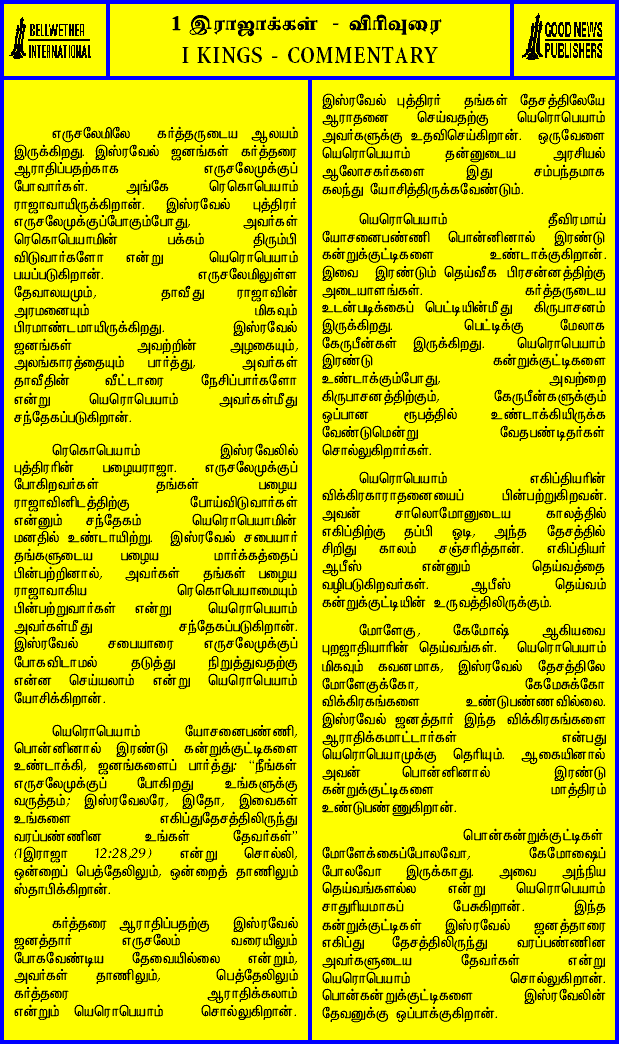 BELLWETHER
INTERNATIONAL
1 இராஜாக்கள் - விரிவுரை
I KINGS - COMMENTARY
GOOD NEWS
PUBLISHERS
எருசலேமிலே கர்த்தருடைய ஆலயம்
இருக்கிறது. இஸ்ரவேல் ஜனங்கள் கர்த்தரை
ஆராதிப்பதற்காக எருசலேமுக்குப்
போவார்கள். அங்கே ரெகொபெயாம்
ராஜாவாயிருக்கிறான். இஸ்ரவேல் புத்திரர்
எருசலேமுக்குப்போகும்போது, அவர்கள்
ரெகொபெயாமின் பக்கம் திரும்பி
விடுவார்களோ என்று யெரொபெயாம்
பயப்படுகிறான். எருசலேமிலுள்ள
தேவாலயமும், தாவீது ராஜாவின்
அரமனையும் மிகவும்
பிரமாண்டமாயிருக்கிறது. இஸ்ரவேல்
ஜனங்கள் அவற்றின் அழகையும்,
அலங்காரத்தையும் பார்த்து, அவர்கள்
தாவீதின் வீட்டாரை நேசிப்பார்களோ
என்று யெரொபெயாம் அவர்கள்மீது
சந்தேகப்படுகிறான்.
ரெகொபெயாம் இஸ்ரவேலில்
புத்திரரின் பழையராஜா. எருசலேமுக்குப்
போகிறவர்கள் தங்கள் பழைய
ராஜாவினிடத்திற்கு போய்விடுவார்கள்
என்னும் சந்தேகம் யெரொபெயாமின்
மனதில் உண்டாயிற்று. இஸ்ரவேல் சபையார்
தங்களுடைய பழைய மார்க்கத்தைப்
பின்பற்றினால், அவர்கள் தங்கள் பழைய
ராஜாவாகிய ரெகொபெயாமையும்
பின்பற்றுவார்கள் என்று யெரொபெயாம்
அவர்கள்மீது சந்தேகப்படுகிறான்.
இஸ்ரவேல் சபையாரை எருசலேமுக்குப்
போகவிடாமல் தடுத்து நிறுத்துவதற்கு
என்ன செய்யலாம் என்று யெரொபெயாம்
யோசிக்கிறான்.
யெரொபெயாம் யோசனைபண்ணி,
பொன்னினால் இரண்டு கன்றுக்குட்டிகளை
உண்டாக்கி, ஜனங்களைப் பார்த்து: "நீங்கள்
எருசலேமுக்குப் போகிறது உங்களுக்கு
வருத்தம்; இஸ்ரவேலரே, இதோ, இவைகள்
உங்களை எகிப்துதேசத்திலிருந்து
வரப்பண்ணின உங்கள் தேவர்கள்"
(1இராஜா 12:28,29) என்று சொல்லி,
ஒன்றைப் பெத்தேலிலும், ஒன்றைத் தாணிலும்
ஸ்தாபிக்கிறான்.
கர்த்தரை ஆராதிப்பதற்கு இஸ்ரவேல்
ஜனத்தார் எருசலேம் வரையிலும்
போகவேண்டிய தேவையில்லை என்றும்,
அவர்கள் தாணிலும், பெத்தேலிலும்
கர்த்தரை ஆராதிக்கலாம்
என்றும் யெரொபெயாம் சொல்லுகிறான்.
இஸ்ரவேல் புத்திரர் தங்கள் தேசத்திலேயே
ஆராதனை செய்வதற்கு யெரொபெயாம்
அவர்களுக்கு உதவிசெய்கிறான். ஒருவேளை
யெரொபெயாம் தன்னுடைய அரசியல்
ஆலோசகர்களை இது சம்பந்தமாக
கலந்து யோசித்திருக்கவேண்டும்.
யெரொபெயாம் தீவிரமாய்
யோசனைபண்ணி பொன்னினால் இரண்டு
கன்றுக்குட்டிகளை உண்டாக்குகிறான்.
இவை இரண்டும் தெய்வீக பிரசன்னத்திற்கு
அடையாளங்கள். கர்த்தருடைய
உடன்படிக்கைப் பெட்டியின்மீது கிருபாசனம்
இருக்கிறது. பெட்டிக்கு மேலாக
கேருபீன்கள் இருக்கிறது. யெரொபெயாம்
இரண்டு கன்றுக்குட்டிகளை
உண்டாக்கும்போது, அவற்றை
கிருபாசனத்திற்கும், கேருபீன்களுக்கும்
ஒப்பான ரூபத்தில் உண்டாக்கியிருக்க
வேண்டுமென்று வேதபண்டிதர்கள்
சொல்லுகிறார்கள்.
யெரொபெயாம் எகிப்தியரின்
விக்கிரகாராதனையைப் பின்பற்றுகிறவன்.
அவன் சாலொமோனுடைய காலத்தில்
எகிப்திற்கு தப்பி ஓடி, அந்த தேசத்தில்
சிறிது காலம் சஞ்சரித்தான். எகிப்தியர்
ஆபீஸ் என்னும் தெய்வத்தை
வழிபடுகிறவர்கள். ஆபீஸ் தெய்வம்
கன்றுக்குட்டியின் உருவத்திலிருக்கும்.
மோளேகு, கேமோஷ் ஆகியவை
புறஜாதியாரின் தெய்வங்கள். யெரொபெயாம்
மிகவும் கவனமாக, இஸ்ரவேல் தேசத்திலே
மோளேகுக்கோ, கேமேசுக்கோ
விக்கிரகங்களை உண்டுபண்ணவில்லை.
இஸ்ரவேல் ஜனத்தார் இந்த விக்கிரகங்களை
ஆராதிக்கமாட்டார்கள் என்பது
யெரொபெயாமுக்கு தெரியும். ஆகையினால்
அவன் பொன்னினால் இரண்டு
கன்றுக்குட்டிகளை மாத்திரம்
உண்டுபண்ணுகிறான்.
பொன்கன்றுக்குட்டிகள்
மோளேக்கைப்போலவோ, கேமோஷைப்
போலவோ இருக்காது. அவை அந்நிய
தெய்வங்களல்ல என்று யெரொபெயாம்
சாதுரியமாகப் பேசுகிறான். இந்த
கன்றுக்குட்டிகள் இஸ்ரவேல் ஜனத்தாரை
எகிப்து தேசத்திலிருந்து வரப்பண்ணின
அவர்களுடைய தேவர்கள் என்று
யெரொபெயாம் சொல்லுகிறான்.
பொன்கன்றுக்குட்டிகளை இஸ்ரவேலின்
தேவனுக்கு ஒப்பாக்குகிறான்.